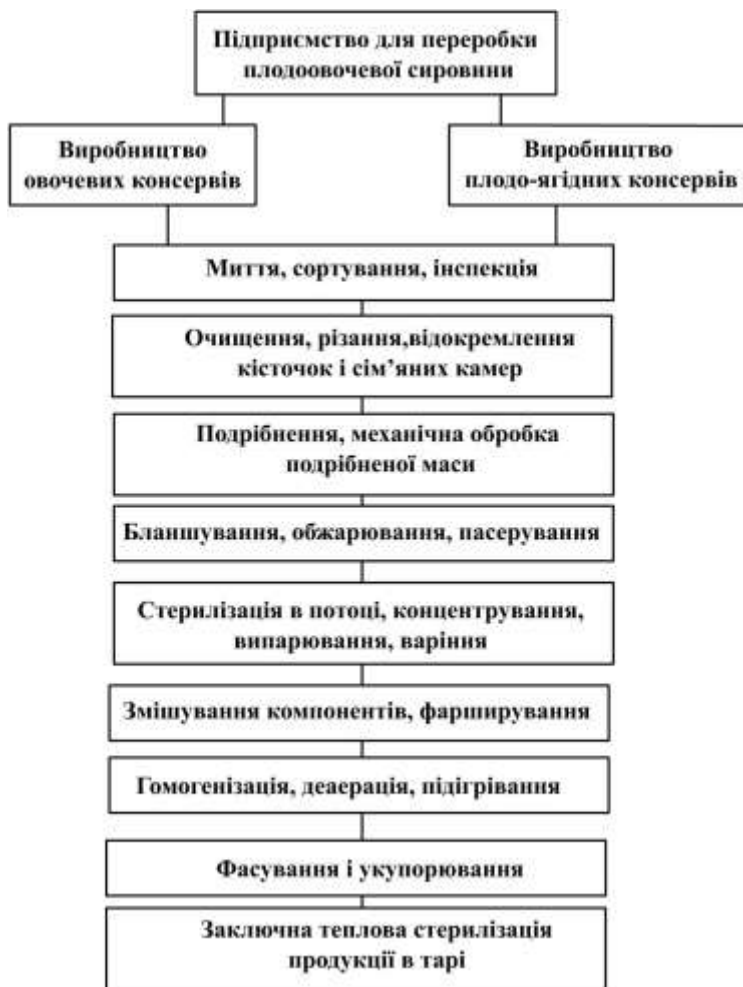 Підприємство для переробки
плодоовочевої сировини
Виробництво
овочевих консервів
Виробництво
плодо-ягідних консервів
Миття, сортування, інспекція
Очищення, різання,відокремлення
кісточок і сім’яних камер
Подрібнення, механічна обробка
подрібненої маси
Бланшування, обжарювання, пасерування
Стерилізація в потоці, концентрування,
випарювання, варіння
Змішування компонентів, фарширування
Гомогенізація, деаерація, підігрівання
Фасування і укупорювання
Заключна теплова стерилізація
продукції в тарі